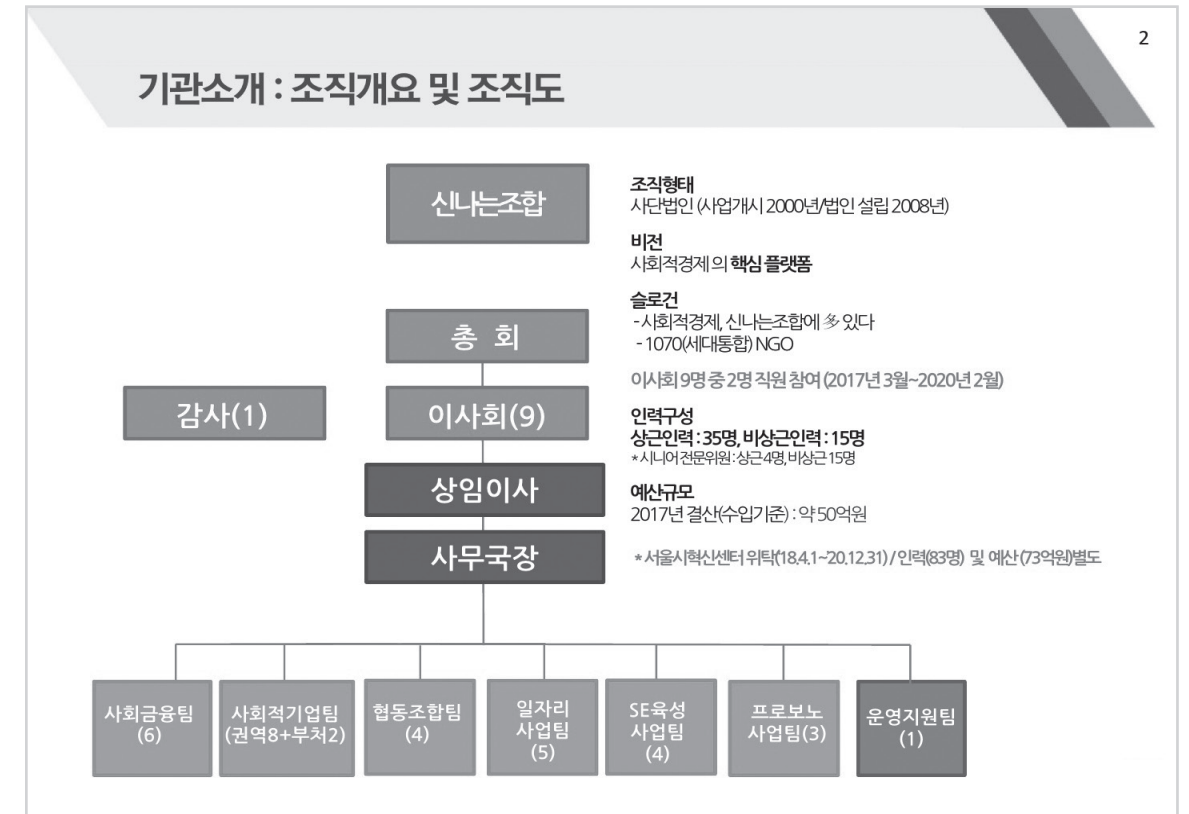 2
기관소개 : 조직개요 및 조직도
신나는조합
총 회
감사(1)
이사회(9)
상임이사
사무국장
조직형태
사단법인 (사업개시 2000년/법인 설립 2008년)
비전
사회적경제의 핵심 플랫폼
슬로건
- 사회적경제, 신나는조합에 多 있다
- 1070(세대통합) NGO
이사회 9명 중 2명 직원 참여 (2017년 3월~2020년 2월)
인력구성
상근인력 : 35명, 비상근인력 : 15명
* 시니어 전문위원 : 상근 4명, 비상근 15명
예산규모
2017년 결산(수입기준) : 약 50억원
* 서울시혁신센터 위탁('18.4.1~'20.12.31) / 인력(83명) 및 예산 (73억원)별도
사회금융팀
(6)
사회적기업팀
(권역8+부처2)
협동조합팀
(4)
일자리
사업팀
(5)
SE육성
사업팀
(4)
프로보노
사업팀(3)
운영지원팀
(1)